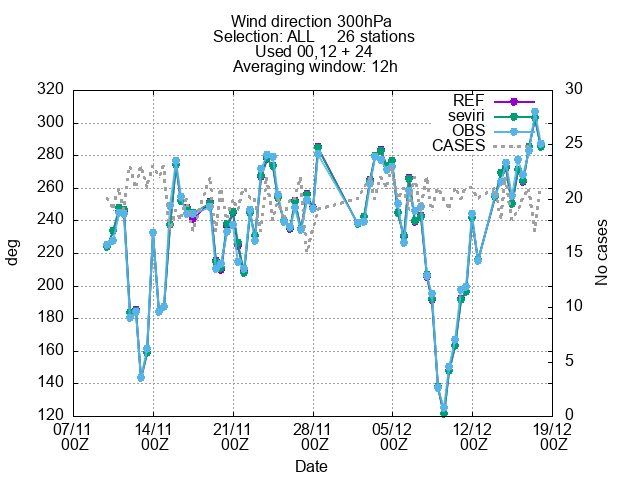 Wind direction 300hPa
Selection: ALL 26 stations
Used 00,12 + 24
Averaging window: 12h
REF
seviri
OBS
CASES
320
300
280
260
240
220
200
180
160
140
120
deg
30
25
20
15
10
5
0
No cases
07/11 14/11 21/11 28/11 05/12 12/12 19/12
00Z 00Z 00Z 00Z 00Z 00Z 00Z
Date